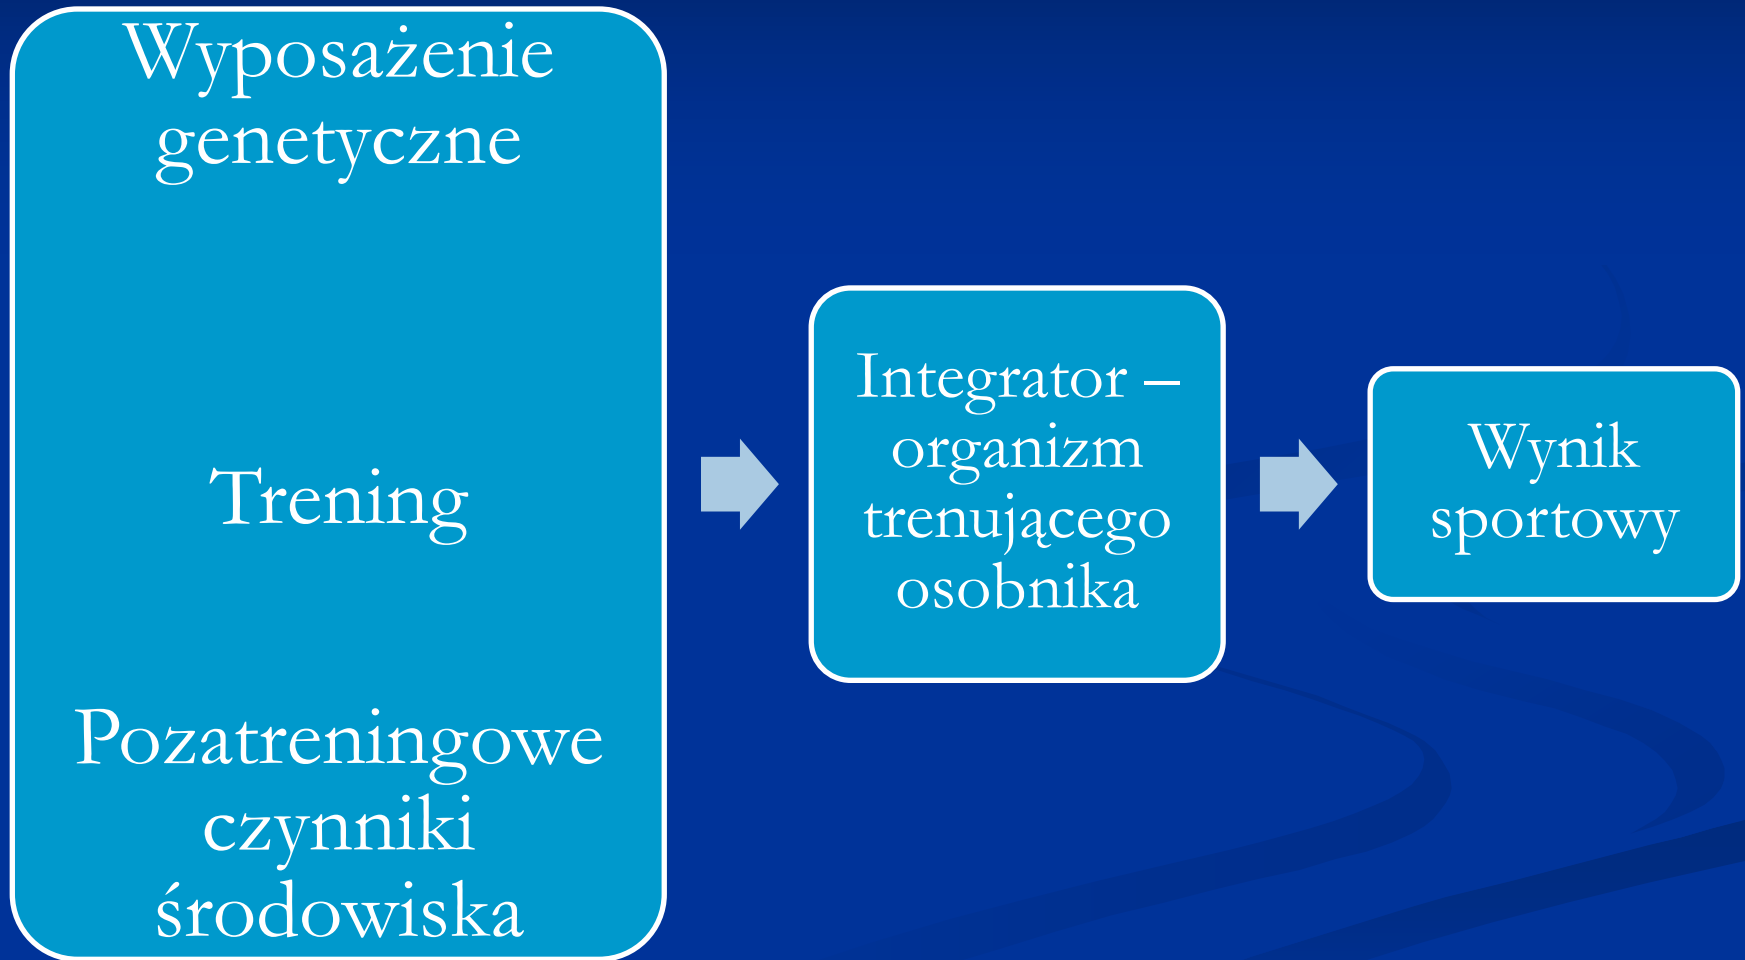 Wyposażenie
genetyczne
Trening
Pozatreningowe
czynniki
środowiska
Integrator –
organizm
trenującego
osobnika
Wynik
sportowy